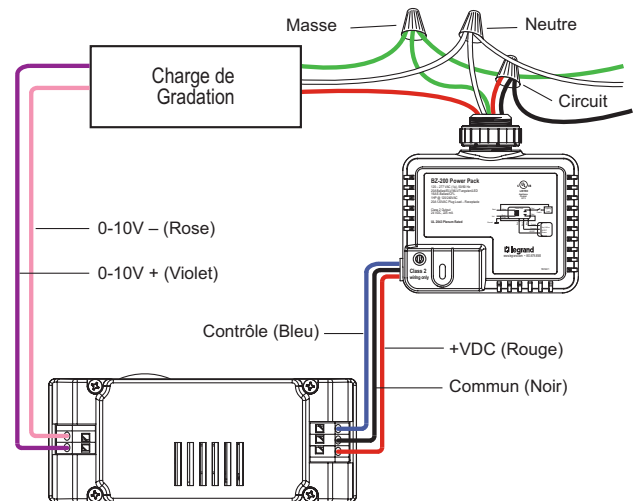 Masse
Neutre
Charge de
Gradation
Circuit
BZ-200 Power Pack
0-10V – (Rose)
legrand
0-10V + (Violet)
Class 2
wiring only
Contrôle (Bleu)
+VDC (Rouge)
Commun (Noir)